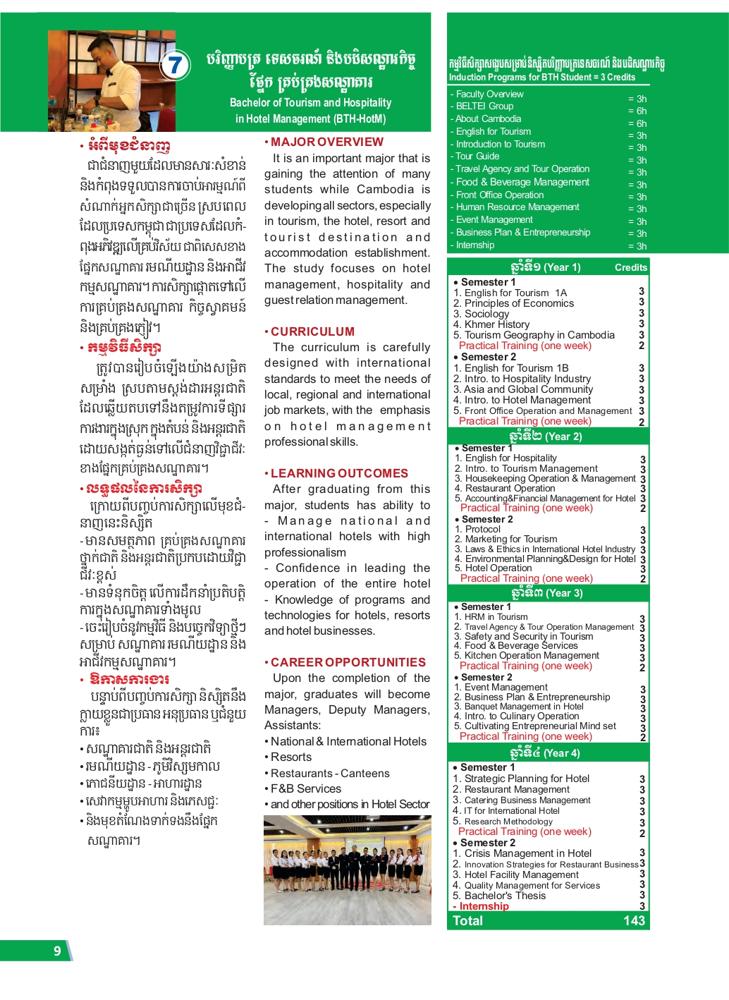 7
បរិញ្ញាបត្រ ទេសចរណ៍ និងបដិសណ្ឋារកិច្ច
ផ្នែក គ្រប់គ្រងសណ្ឋាគារ
Bachelor of Tourism and Hospitality
in Hotel Management (BTH-HotM)
• អំពីមុខជំនាញ
ជាជំនាញមួយដែលមានសារៈសំខាន់
និងកំពុងទទួលបានការចាប់អារម្មណ៍ពី
សំណាក់អ្នកសិក្សាជាច្រើន ស្របពេល
ដែលប្រទេសកម្ពុជា ជាប្រទេសដែលកំ-
ពុងអភិវឌ្ឍលើគ្រប់វិស័យ ជាពិសេសខាង
ផ្នែកសណ្ឋាគារ រមណីយដ្ឋាន និងអាជីវ
កម្មសណ្ឋាគារ។ ការសិក្សាផ្តោតទៅលើ
ការគ្រប់គ្រងសណ្ឋាគារ កិច្ចស្វាគមន៍
និងគ្រប់គ្រងភ្ញៀវ។
• កម្មវិធីសិក្សា
ត្រូវបានរៀបចំឡើងយ៉ាងសម្រិត
សម្រាំង ស្របតាមស្តង់ដារអន្តរជាតិ
ដែលឆ្លើយតបទៅនឹងតម្រូវការទីផ្សារ
ការងារក្នុងស្រុក ក្នុងតំបន់ និងអន្តរជាតិ
ដោយសង្កត់ធ្ងន់ទៅលើជំនាញវិជ្ជាជីវៈ
ខាងផ្នែកគ្រប់គ្រងសណ្ឋាគារ។
• លទ្ធផលនៃការសិក្សា
ក្រោយពីបញ្ចប់ការសិក្សាលើមុខជំ-
នាញនេះនិស្សិត
- មានសមត្ថភាព គ្រប់គ្រងសណ្ឋាគារ
ថ្នាក់ជាតិ និងអន្តរជាតិប្រកបដោយវិជ្ជា
ជីវៈខ្ពស់
- មានទំនុកចិត្ត លើការដឹកនាំប្រតិបត្តិ
ការក្នុងសណ្ឋាគារទាំងមូល
- ចេះរៀបចំនូវកម្មវិធី និងបច្ចេកវិទ្យាថ្មីៗ
សម្រាប់ សណ្ឋាគារ រមណីយដ្ឋាន និង
អាជីវកម្មសណ្ឋាគារ។
• ឱកាសការងារ
បន្ទាប់ពីបញ្ចប់ការសិក្សា និស្សិតនឹង
ក្លាយខ្លួនជាប្រធាន អនុប្រធាន ឬជំនួយ
ការ៖
• សណ្ឋាគារជាតិ និងអន្តរជាតិ
• រមណីយដ្ឋាន - ភូមិវិស្សមកាល
• ភោជនីយដ្ឋាន - អាហារដ្ឋាន
• សេវាកម្មម្ហូបអាហារ និងភេសជ្ជៈ
• និងមុខតំណែងទាក់ទងនឹងផ្នែក
សណ្ឋាគារ។
• MAJOR OVERVIEW
It is an important major that is
gaining the attention of many
students while Cambodia is
developing all sectors, especially
in tourism, the hotel, resort and
tourist destination and
accommodation establishment.
The study focuses on hotel
management, hospitality and
guest relation management.
• CURRICULUM
The curriculum is carefully
designed with international
standards to meet the needs of
local, regional and international
job markets, with the emphasis
on hotel management
professional skills.
• LEARNING OUTCOMES
After graduating from this
major, students has ability to
- Manage national and
international hotels with high
professionalism
- Confidence in leading the
operation of the entire hotel
- Knowledge of programs and
technologies for hotels, resorts
and hotel businesses.
• CAREER OPPORTUNITIES
Upon the completion of the
major, graduates will become
Managers, Deputy Managers,
Assistants:
• National & International Hotels
• Resorts
• Restaurants - Canteens
• F&B Services
• and other positions in Hotel Sector
កម្មវិធីសិក្សាសង្ខេបសម្រាប់និស្សិតបរិញ្ញាបត្រទេសចរណ៍ និងបដិសណ្ឋារកិច្ច
Induction Programs for BTH Student = 3 Credits
- Faculty Overview = 3h
- BELTEI Group = 6h
- About Cambodia = 6h
- English for Tourism = 3h
- Introduction to Tourism = 3h
- Tour Guide = 3h
- Travel Agency and Tour Operation = 3h
- Food & Beverage Management = 3h
- Front Office Operation = 3h
- Human Resource Management = 3h
- Event Management = 3h
- Business Plan & Entrepreneurship = 3h
- Internship = 3h
ឆ្នាំទី១ (Year 1) Credits
• Semester 1
1. English for Tourism 1A 3
2. Principles of Economics 3
3. Sociology 3
4. Khmer History 3
5. Tourism Geography in Cambodia 3
Practical Training (one week) 2
• Semester 2
1. English for Tourism 1B 3
2. Intro. to Hospitality Industry 3
3. Asia and Global Community 3
4. Intro. to Hotel Management 3
5. Front Office Operation and Management 3
Practical Training (one week) 2
ឆ្នាំទី២ (Year 2)
• Semester 1
1. English for Hospitality 3
2. Intro. to Tourism Management 3
3. Housekeeping Operation & Management 3
4. Restaurant Operation 3
5. Accounting&Financial Management for Hotel 3
Practical Training (one week) 2
• Semester 2
1. Protocol 3
2. Marketing for Tourism 3
3. Laws & Ethics in International Hotel Industry 3
4. Environmental Planning&Design for Hotel 3
5. Hotel Operation 3
Practical Training (one week) 2
ឆ្នាំទី៣ (Year 3)
• Semester 1
1. HRM in Tourism 3
2. Travel Agency & Tour Operation Management 3
3. Safety and Security in Tourism 3
4. Food & Beverage Services 3
5. Kitchen Operation Management 3
Practical Training (one week) 2
• Semester 2
1. Event Management 3
2. Business Plan & Entrepreneurship 3
3. Banquet Management in Hotel 3
4. Intro. to Culinary Operation 3
5. Cultivating Entrepreneurial Mind set 3
Practical Training (one week) 2
ឆ្នាំទី៤ (Year 4)
• Semester 1
1. Strategic Planning for Hotel 3
2. Restaurant Management 3
3. Catering Business Management 3
4. IT for International Hotel 3
5. Research Methodology 3
Practical Training (one week) 2
• Semester 2
1. Crisis Management in Hotel 3
2. Innovation Strategies for Restaurant Business 3
3. Hotel Facility Management 3
4. Quality Management for Services 3
5. Bachelor's Thesis 3
- Internship 3
Total 143
9